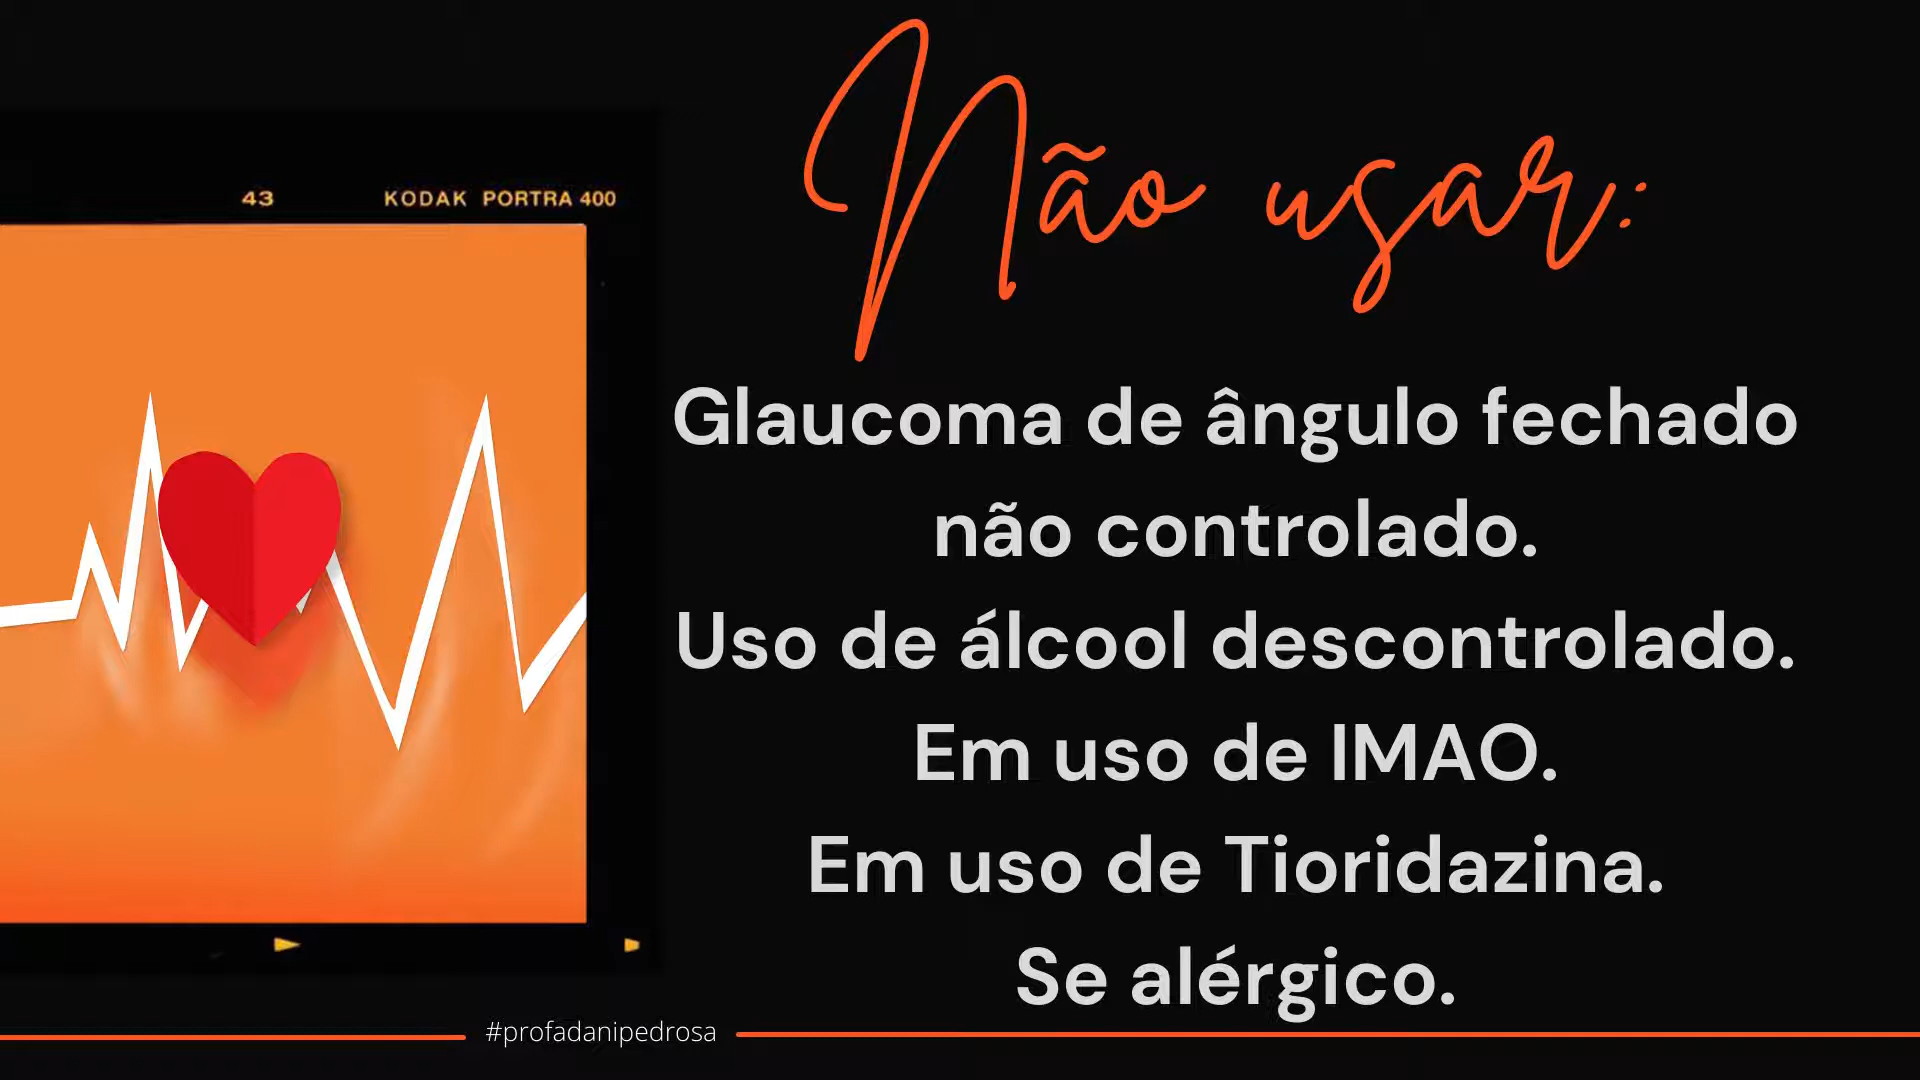 Não usar:
43 KODAK PORTRA 400
Glaucoma de ângulo fechado
não controlado.
Uso de álcool descontrolado.
Em uso de IMAO.
Em uso de Tioridazina.
Se alérgico.
#profadanipedrosa